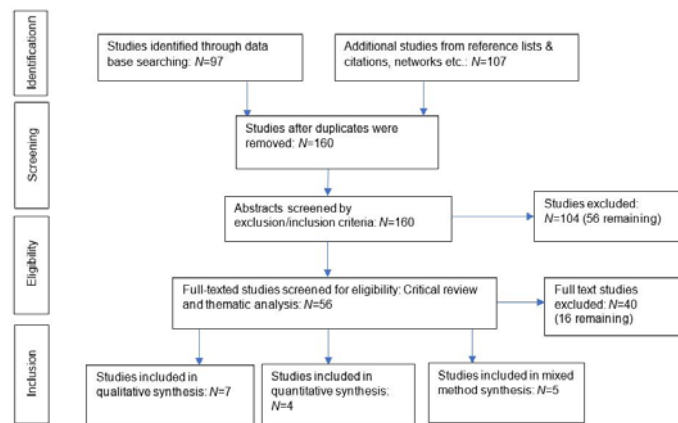 Identificationn
Studies identified through data
base searching: N=97
Additional studies from reference lists &
citations, networks etc.: N=107
Screening
Studies after duplicates were
removed: N=160
Abstracts screened by
exclusion/inclusion criteria: N=160
Studies excluded:
N=104 (56 remaining)
Eligibility
Full-texted studies screened for eligibility: Critical review
and thematic analysis: N=56
Full text studies
excluded: N=40
(16 remaining)
Inclusion
Studies included in
qualitative synthesis: N=7
Studies included in
quantitative synthesis:
N=4
Studies included in mixed
method synthesis: N=5